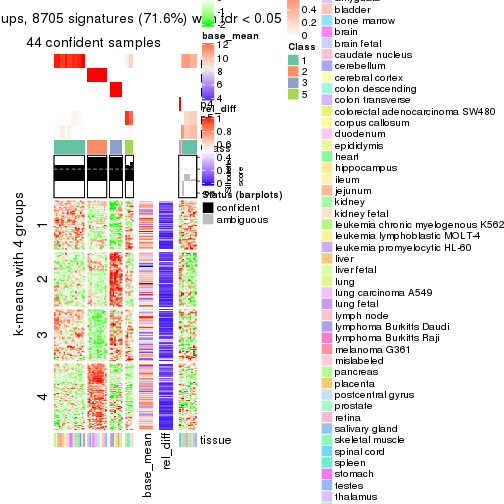 ups, 8705 signatures (71.6%) with fdr < 0.05
44 confident samples
k-means with 4 groups
1
2
3
4
base_mean
rel_diff
tissue
0
-2
base_mean
12
10
8
6
4
rel_diff
1
0.8
0.6
0.4
0.2
0
Status (barplots)
confident
ambiguous
0.4
0.2
0
Class
1
2
3
5
bladder
bone marrow
brain
brain fetal
caudate nucleus
cerebellum
cerebral cortex
colon descending
colon transverse
colorectal adenocarcinoma SW480
corpus callosum
duodenum
epididymis
heart
hippocampus
ileum
jejunum
kidney
kidney fetal
leukemia chronic myelogenous K562
leukemia lymphoblastic MOLT-4
leukemia promyelocytic HL-60
liver
liver fetal
lung
lung carcinoma A549
lung fetal
lymph node
lymphoma Burkitts Daudi
lymphoma Burkitts Raji
melanoma G361
mislabeled
pancreas
placenta
postcentral gyrus
prostate
retina
salivary gland
skeletal muscle
spinal cord
spleen
stomach
testes
thalamus